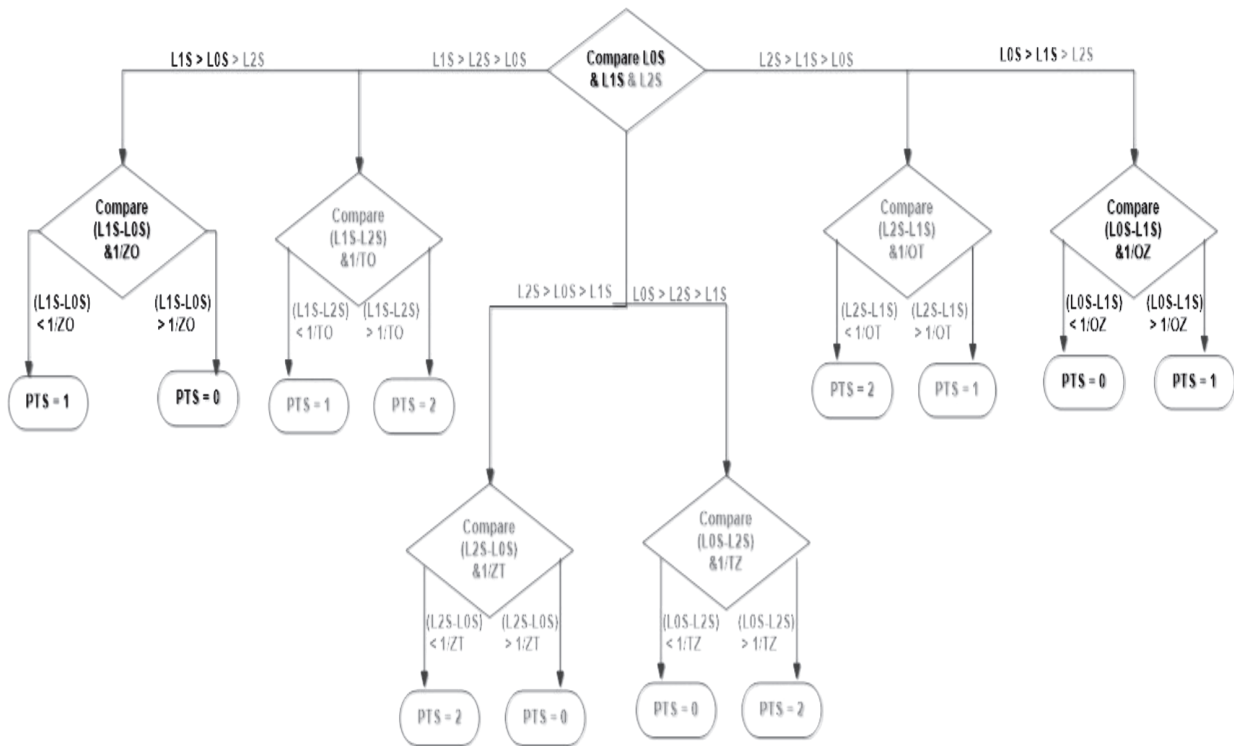 Compare L0S
& L1S & L2S
L1S > L0S > L2S
L1S > L2S > L0S
L2S > L1S > L0S
L0S > L1S > L2S
Compare
(L1S-L0S)
&1/ZO
(L1S-L0S)
< 1/ZO
(L1S-L0S)
> 1/ZO
PTS = 1
PTS = 0
Compare
(L1S-L2S)
&1/TO
(L1S-L2S)
< 1/TO
(L1S-L2S)
> 1/TO
PTS = 1
PTS = 2
Compare
(L2S-L1S)
&1/OT
(L2S-L1S)
< 1/OT
(L2S-L1S)
> 1/OT
PTS = 2
PTS = 1
Compare
(L0S-L1S)
&1/OZ
(L0S-L1S)
< 1/OZ
(L0S-L1S)
> 1/OZ
PTS = 0
PTS = 1
L2S > L0S > L1S
L0S > L2S > L1S
Compare
(L2S-L0S)
&1/ZT
(L2S-L0S)
< 1/ZT
(L2S-L0S)
> 1/ZT
PTS = 2
PTS = 0
Compare
(L0S-L2S)
&1/TZ
(L0S-L2S)
< 1/TZ
(L0S-L2S)
> 1/TZ
PTS = 0
PTS = 2